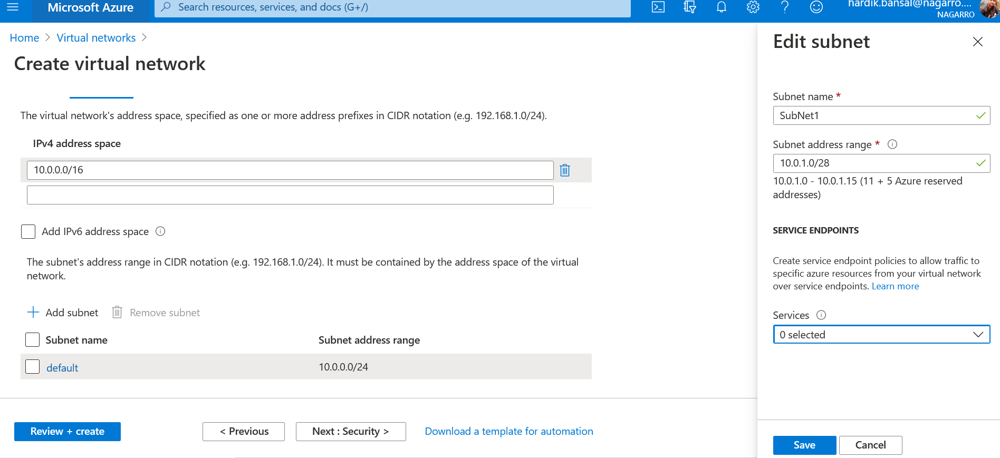 Microsoft Azure
Search resources, services, and docs (G+/)
hardik.bansal@nagarro....
NAGARRO
Home > Virtual networks >
Create virtual network
The virtual network's address space, specified as one or more address prefixes in CIDR notation (e.g. 192.168.1.0/24).
IPv4 address space
10.0.0.0/16
Add IPv6 address space
The subnet's address range in CIDR notation (e.g. 192.168.1.0/24). It must be contained by the address space of the virtual
network.
Add subnet Remove subnet
Subnet name Subnet address range
default 10.0.0.0/24
Review + create < Previous Next : Security > Download a template for automation
Edit subnet
Subnet name *
SubNet1
Subnet address range *
10.0.1.0/28
10.0.1.0 - 10.0.1.15 (11 + 5 Azure reserved
addresses)
SERVICE ENDPOINTS
Create service endpoint policies to allow traffic to
specific azure resources from your virtual network
over service endpoints. Learn more
Services
0 selected
Save Cancel